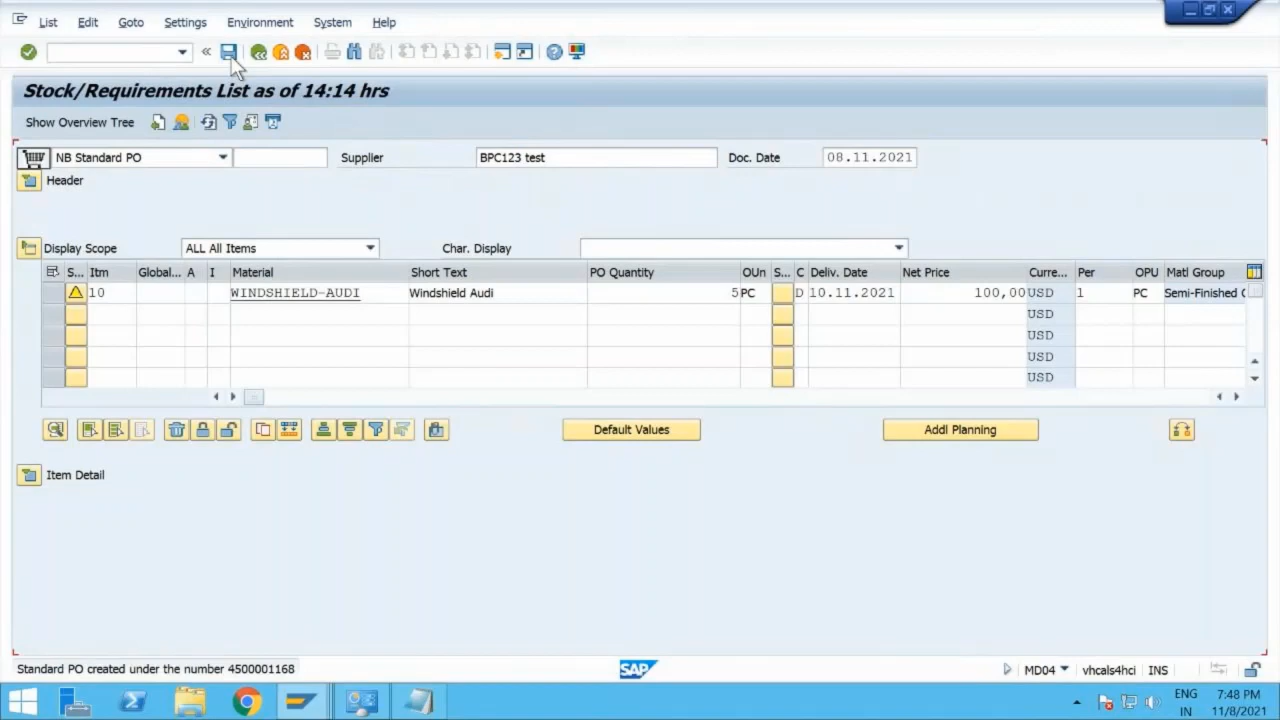 List Edit Goto Settings Environment System Help
Stock/Requirements List as of 14:14 hrs
Show Overview Tree
NB Standard PO Supplier BPC123 test Doc. Date 08.11.2021
Header
Display Scope ALL All Items Char. Display
S... Itm Global... A I Material Short Text PO Quantity OUn S... C Deliv. Date Net Price Curre... Per OPU Matl Group
10 WINDSHIELD-AUDI Windshield Audi 5 PC D 10.11.2021 100,00 USD 1 PC Semi-Finished
USD
USD
USD
USD
Default Values Addl Planning
Item Detail
Standard PO created under the number 4500001168 SAP MD04 vhcals4hci INS
ENG 7:48 PM
IN 11/8/2021